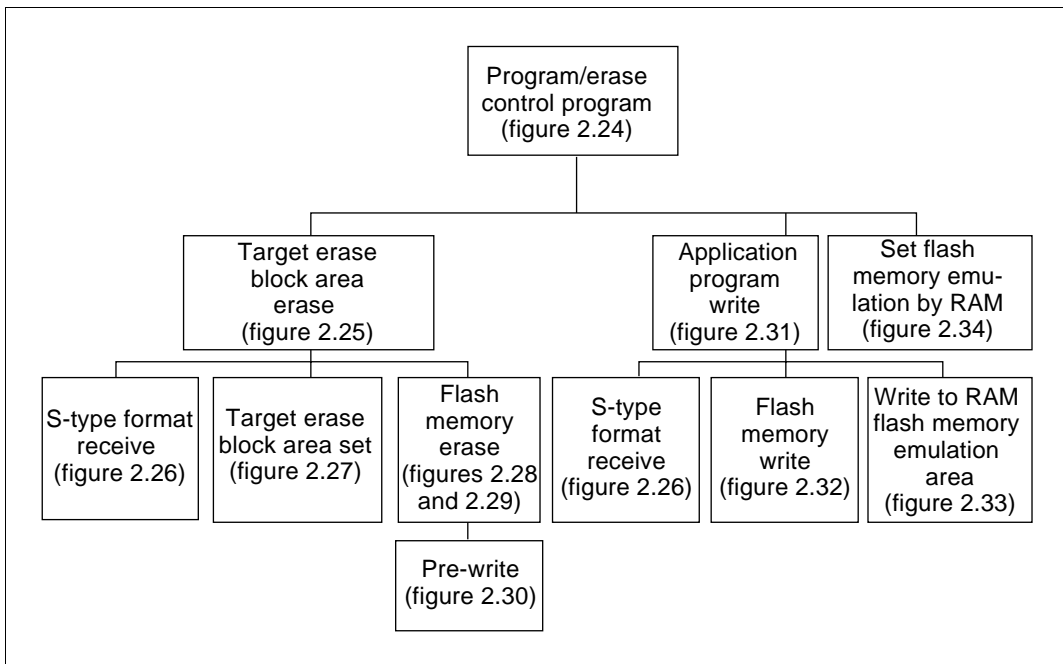 Program/erase
control program
(figure 2.24)
Target erase
block area
erase
(figure 2.25)
Application
program
write
(figure 2.31)
Set flash
memory emu-
lation by RAM
(figure 2.34)
S-type format
receive
(figure 2.26)
Target erase
block area set
(figure 2.27)
Flash
memory
erase
(figures 2.28
and 2.29)
S-type
format
receive
(figure 2.26)
Flash
memory
write
(figure 2.32)
Write to RAM
flash memory
emulation
area
(figure 2.33)
Pre-write
(figure 2.30)